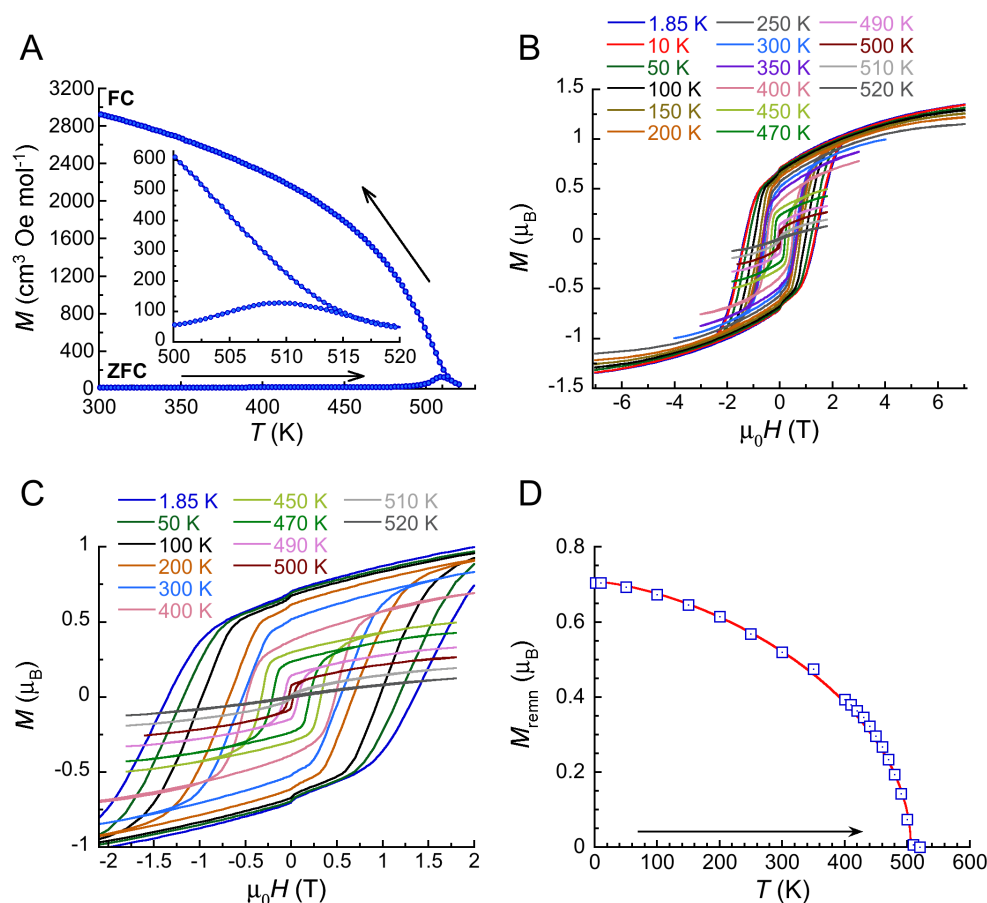 A
3200
2800
2400
2000
1600
1200
800
400
0
FC
ZFC
600
500
400
300
200
100
0
500 505 510 515 520
300 350 400 450 500
M (cm³ Oe mol⁻¹)
T (K)
B
1.85 K 250 K 490 K
10 K 300 K 500 K
50 K 350 K 510 K
100 K 400 K 520 K
150 K 450 K
200 K 470 K
1.5
1
0.5
0
-0.5
-1
-1.5
-6 -4 -2 0 2 4 6
M (μB)
μ₀H (T)
C
1.85 K 450 K 510 K
50 K 470 K 520 K
100 K 490 K
200 K 500 K
300 K
400 K
1
0.5
0
-0.5
-1
-2 -1.5 -1 -0.5 0 0.5 1 1.5 2
M (μB)
μ₀H (T)
D
0.8
0.6
0.4
0.2
0
0 100 200 300 400 500 600
Mremn (μB)
T (K)